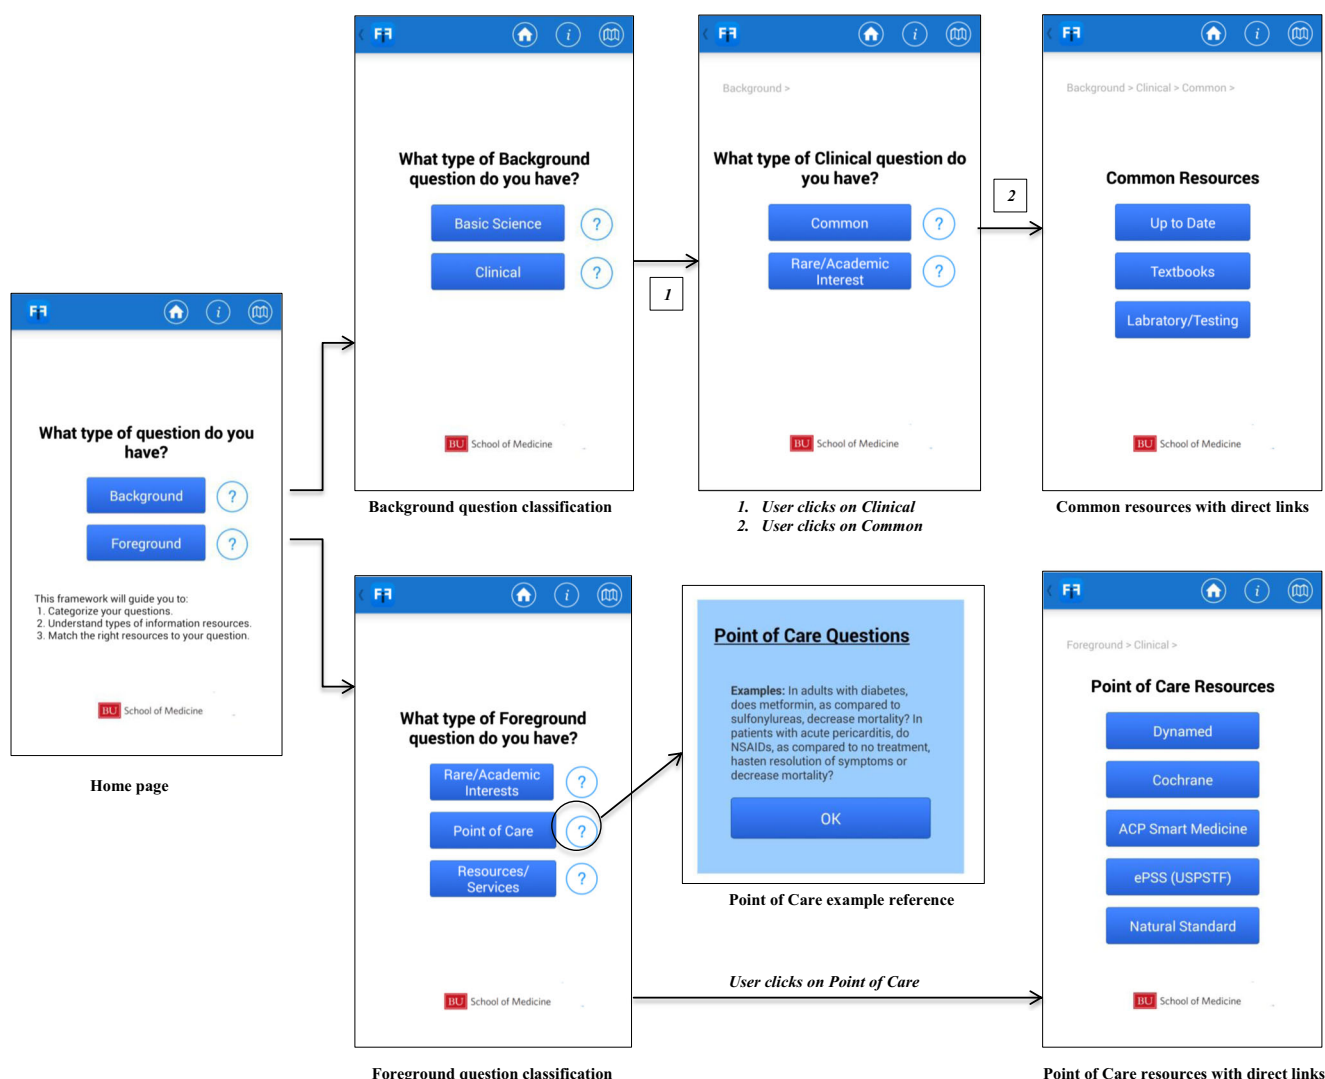 What type of question do you
have?
Background
?
Foreground
?
This framework will guide you to:
1. Categorize your questions.
2. Understand types of information resources.
3. Match the right resources to your question.
BU School of Medicine
Home page
What type of Background
question do you have?
Basic Science
?
Clinical
?
BU School of Medicine
Background question classification
1
Background >
What type of Clinical question do
you have?
Common
?
Rare/Academic
Interest
?
BU School of Medicine
1. User clicks on Clinical
2. User clicks on Common
2
Background > Clinical > Common >
Common Resources
Up to Date
Textbooks
Labratory/Testing
BU School of Medicine
Common resources with direct links
What type of Foreground
question do you have?
Rare/Academic
Interests
?
Point of Care
?
Resources/
Services
?
BU School of Medicine
Foreground question classification
Point of Care Questions
Examples: In adults with diabetes,
does metformin, as compared to
sulfonylureas, decrease mortality? In
patients with acute pericarditis, do
NSAIDs, as compared to no treatment,
hasten resolution of symptoms or
decrease mortality?
OK
Point of Care example reference
User clicks on Point of Care
Foreground > Clinical >
Point of Care Resources
Dynamed
Cochrane
ACP Smart Medicine
ePSS (USPSTF)
Natural Standard
BU School of Medicine
Point of Care resources with direct links